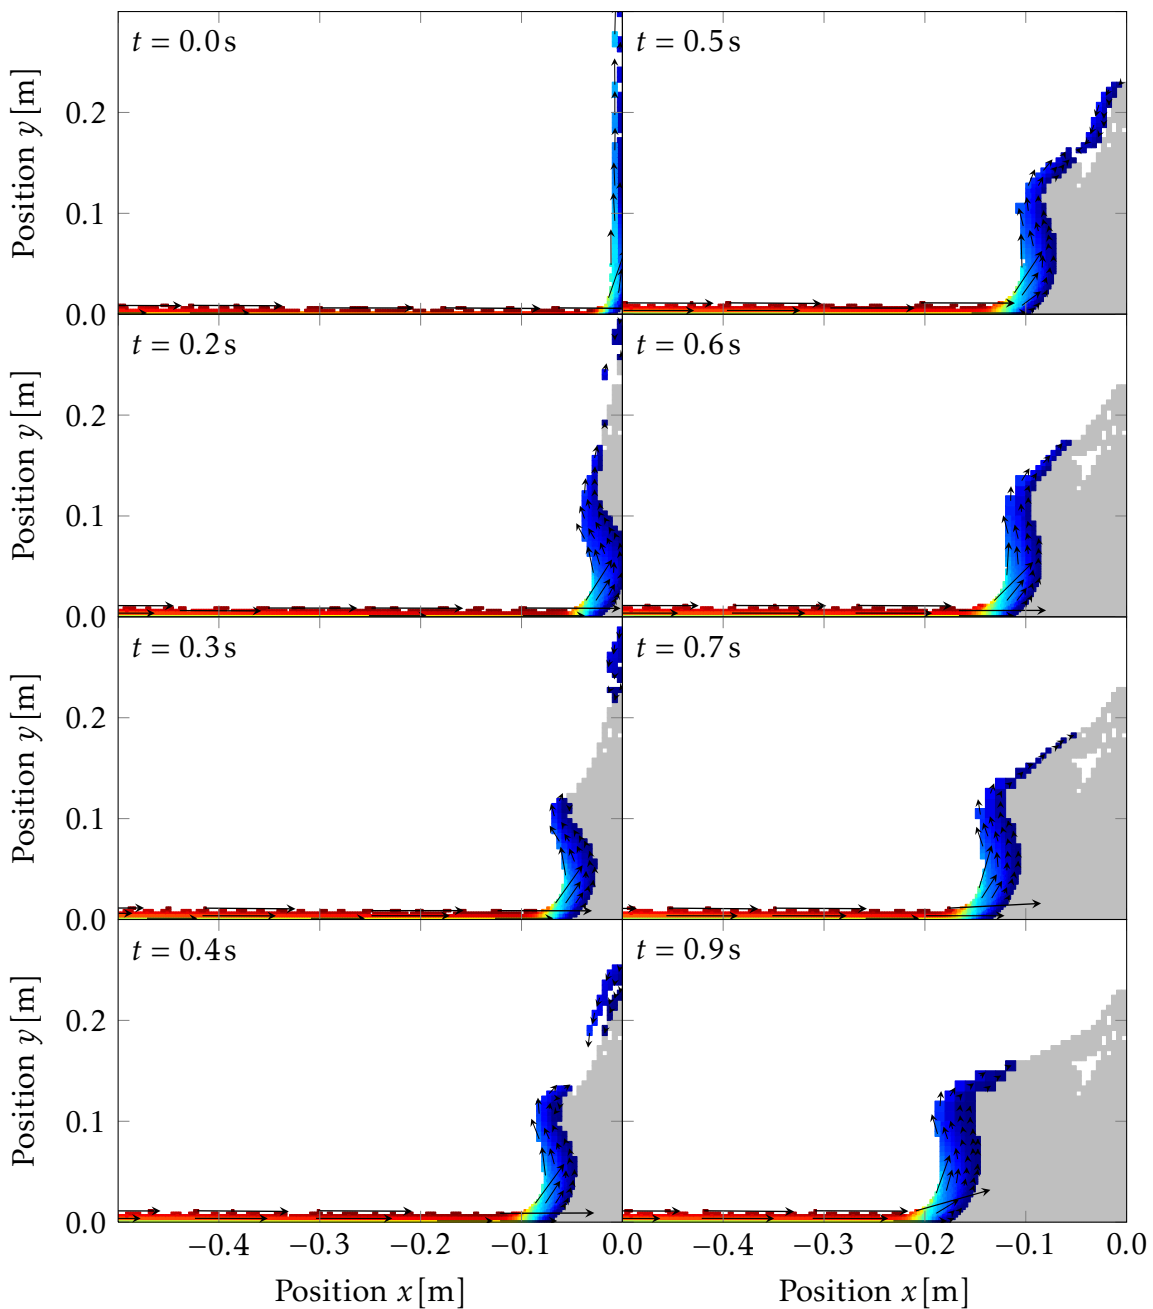 t = 0.0 s
t = 0.5 s
Position y [m]
0.2
0.1
0.0
t = 0.2 s
t = 0.6 s
Position y [m]
0.2
0.1
0.0
t = 0.3 s
t = 0.7 s
Position y [m]
0.2
0.1
0.0
t = 0.4 s
t = 0.9 s
Position y [m]
0.2
0.1
0.0
−0.4 −0.3 −0.2 −0.1 0.0 −0.4 −0.3 −0.2 −0.1 0.0
Position x [m] Position x [m]